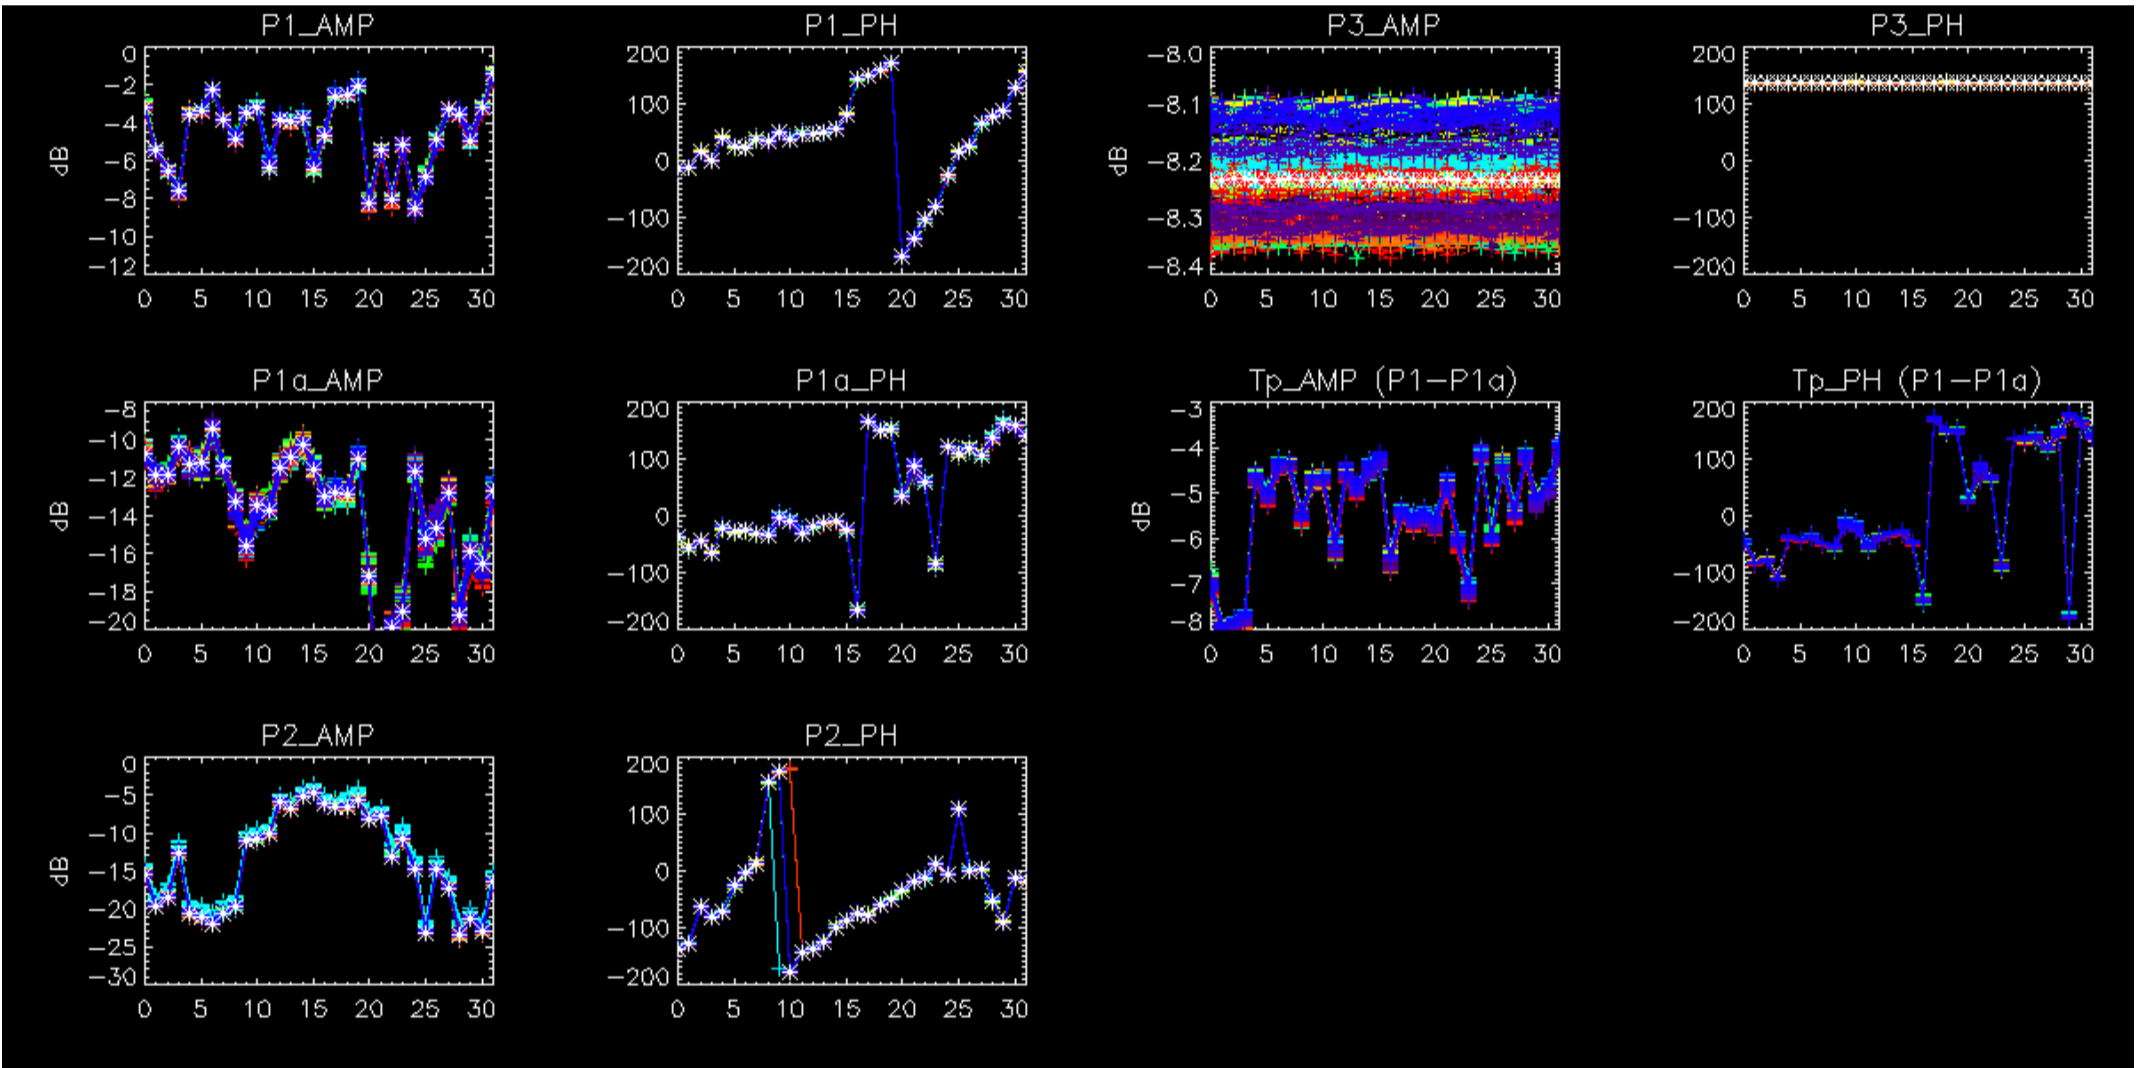 P1_AMP
0
-2
-4
-6
-8
-10
-12
dB
0 5 10 15 20 25 30
P1_PH
200
100
0
-100
-200
0 5 10 15 20 25 30
P3_AMP
-8.0
-8.1
-8.2
-8.3
-8.4
dB
0 5 10 15 20 25 30
P3_PH
200
100
0
-100
-200
0 5 10 15 20 25 30
P1a_AMP
-8
-10
-12
-14
-16
-18
-20
dB
0 5 10 15 20 25 30
P1a_PH
200
100
0
-100
-200
0 5 10 15 20 25 30
Tp_AMP (P1-P1a)
-3
-4
-5
-6
-7
-8
dB
0 5 10 15 20 25 30
Tp_PH (P1-P1a)
200
100
0
-100
-200
0 5 10 15 20 25 30
P2_AMP
0
-5
-10
-15
-20
-25
-30
dB
0 5 10 15 20 25 30
P2_PH
200
100
0
-100
-200
0 5 10 15 20 25 30